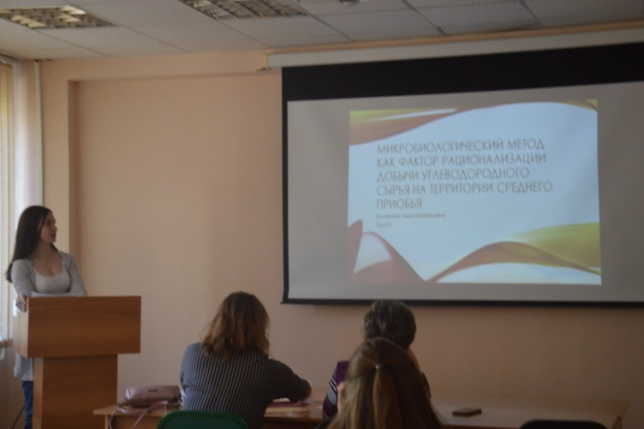 МИКРОБИОЛОГИЧЕСКИЙ МЕТОД
КАК ФАКТОР РАЦИОНАЛИЗАЦИИ
ДОБЫЧИ УГЛЕВОДОРОДНОГО
СЫРЬЯ НА ТЕРРИТОРИИ СРЕДНЕГО
ПРИОБЬЯ